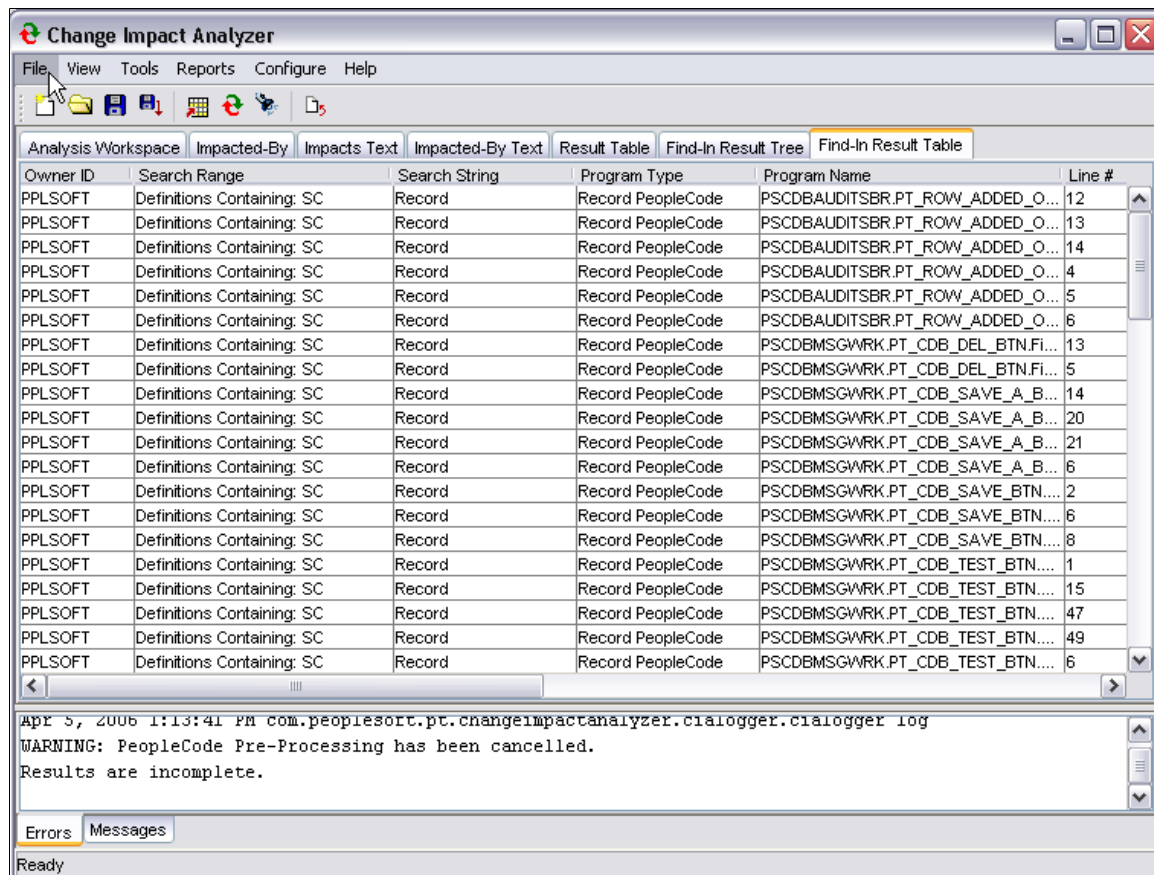 Change Impact Analyzer
File View Tools Reports Configure Help
Analysis Workspace Impacted-By Impacts Text Impacted-By Text Result Table Find-In Result Tree Find-In Result Table
Owner ID Search Range Search String Program Type Program Name Line #
PPLSOFT Definitions Containing: SC Record Record PeopleCode PSCDBAUDITSBR.PT_ROW_ADDED_O... 12
PPLSOFT Definitions Containing: SC Record Record PeopleCode PSCDBAUDITSBR.PT_ROW_ADDED_O... 13
PPLSOFT Definitions Containing: SC Record Record PeopleCode PSCDBAUDITSBR.PT_ROW_ADDED_O... 14
PPLSOFT Definitions Containing: SC Record Record PeopleCode PSCDBAUDITSBR.PT_ROW_ADDED_O... 4
PPLSOFT Definitions Containing: SC Record Record PeopleCode PSCDBAUDITSBR.PT_ROW_ADDED_O... 5
PPLSOFT Definitions Containing: SC Record Record PeopleCode PSCDBAUDITSBR.PT_ROW_ADDED_O... 6
PPLSOFT Definitions Containing: SC Record Record PeopleCode PSCDBMSGWRK.PT_CDB_DEL_BTN.Fi... 13
PPLSOFT Definitions Containing: SC Record Record PeopleCode PSCDBMSGWRK.PT_CDB_DEL_BTN.Fi... 5
PPLSOFT Definitions Containing: SC Record Record PeopleCode PSCDBMSGWRK.PT_CDB_SAVE_A_B... 14
PPLSOFT Definitions Containing: SC Record Record PeopleCode PSCDBMSGWRK.PT_CDB_SAVE_A_B... 20
PPLSOFT Definitions Containing: SC Record Record PeopleCode PSCDBMSGWRK.PT_CDB_SAVE_A_B... 21
PPLSOFT Definitions Containing: SC Record Record PeopleCode PSCDBMSGWRK.PT_CDB_SAVE_A_B... 6
PPLSOFT Definitions Containing: SC Record Record PeopleCode PSCDBMSGWRK.PT_CDB_SAVE_BTN.... 2
PPLSOFT Definitions Containing: SC Record Record PeopleCode PSCDBMSGWRK.PT_CDB_SAVE_BTN.... 6
PPLSOFT Definitions Containing: SC Record Record PeopleCode PSCDBMSGWRK.PT_CDB_SAVE_BTN.... 8
PPLSOFT Definitions Containing: SC Record Record PeopleCode PSCDBMSGWRK.PT_CDB_TEST_BTN.... 1
PPLSOFT Definitions Containing: SC Record Record PeopleCode PSCDBMSGWRK.PT_CDB_TEST_BTN.... 15
PPLSOFT Definitions Containing: SC Record Record PeopleCode PSCDBMSGWRK.PT_CDB_TEST_BTN.... 47
PPLSOFT Definitions Containing: SC Record Record PeopleCode PSCDBMSGWRK.PT_CDB_TEST_BTN.... 49
PPLSOFT Definitions Containing: SC Record Record PeopleCode PSCDBMSGWRK.PT_CDB_TEST_BTN.... 6
Apr 5, 2006 1:13:41 PM com.peoplesoft.pt.changeimpactanalyzer.cialogger.cialogger log
WARNING: PeopleCode Pre-Processing has been cancelled.
Results are incomplete.
Errors Messages
Ready